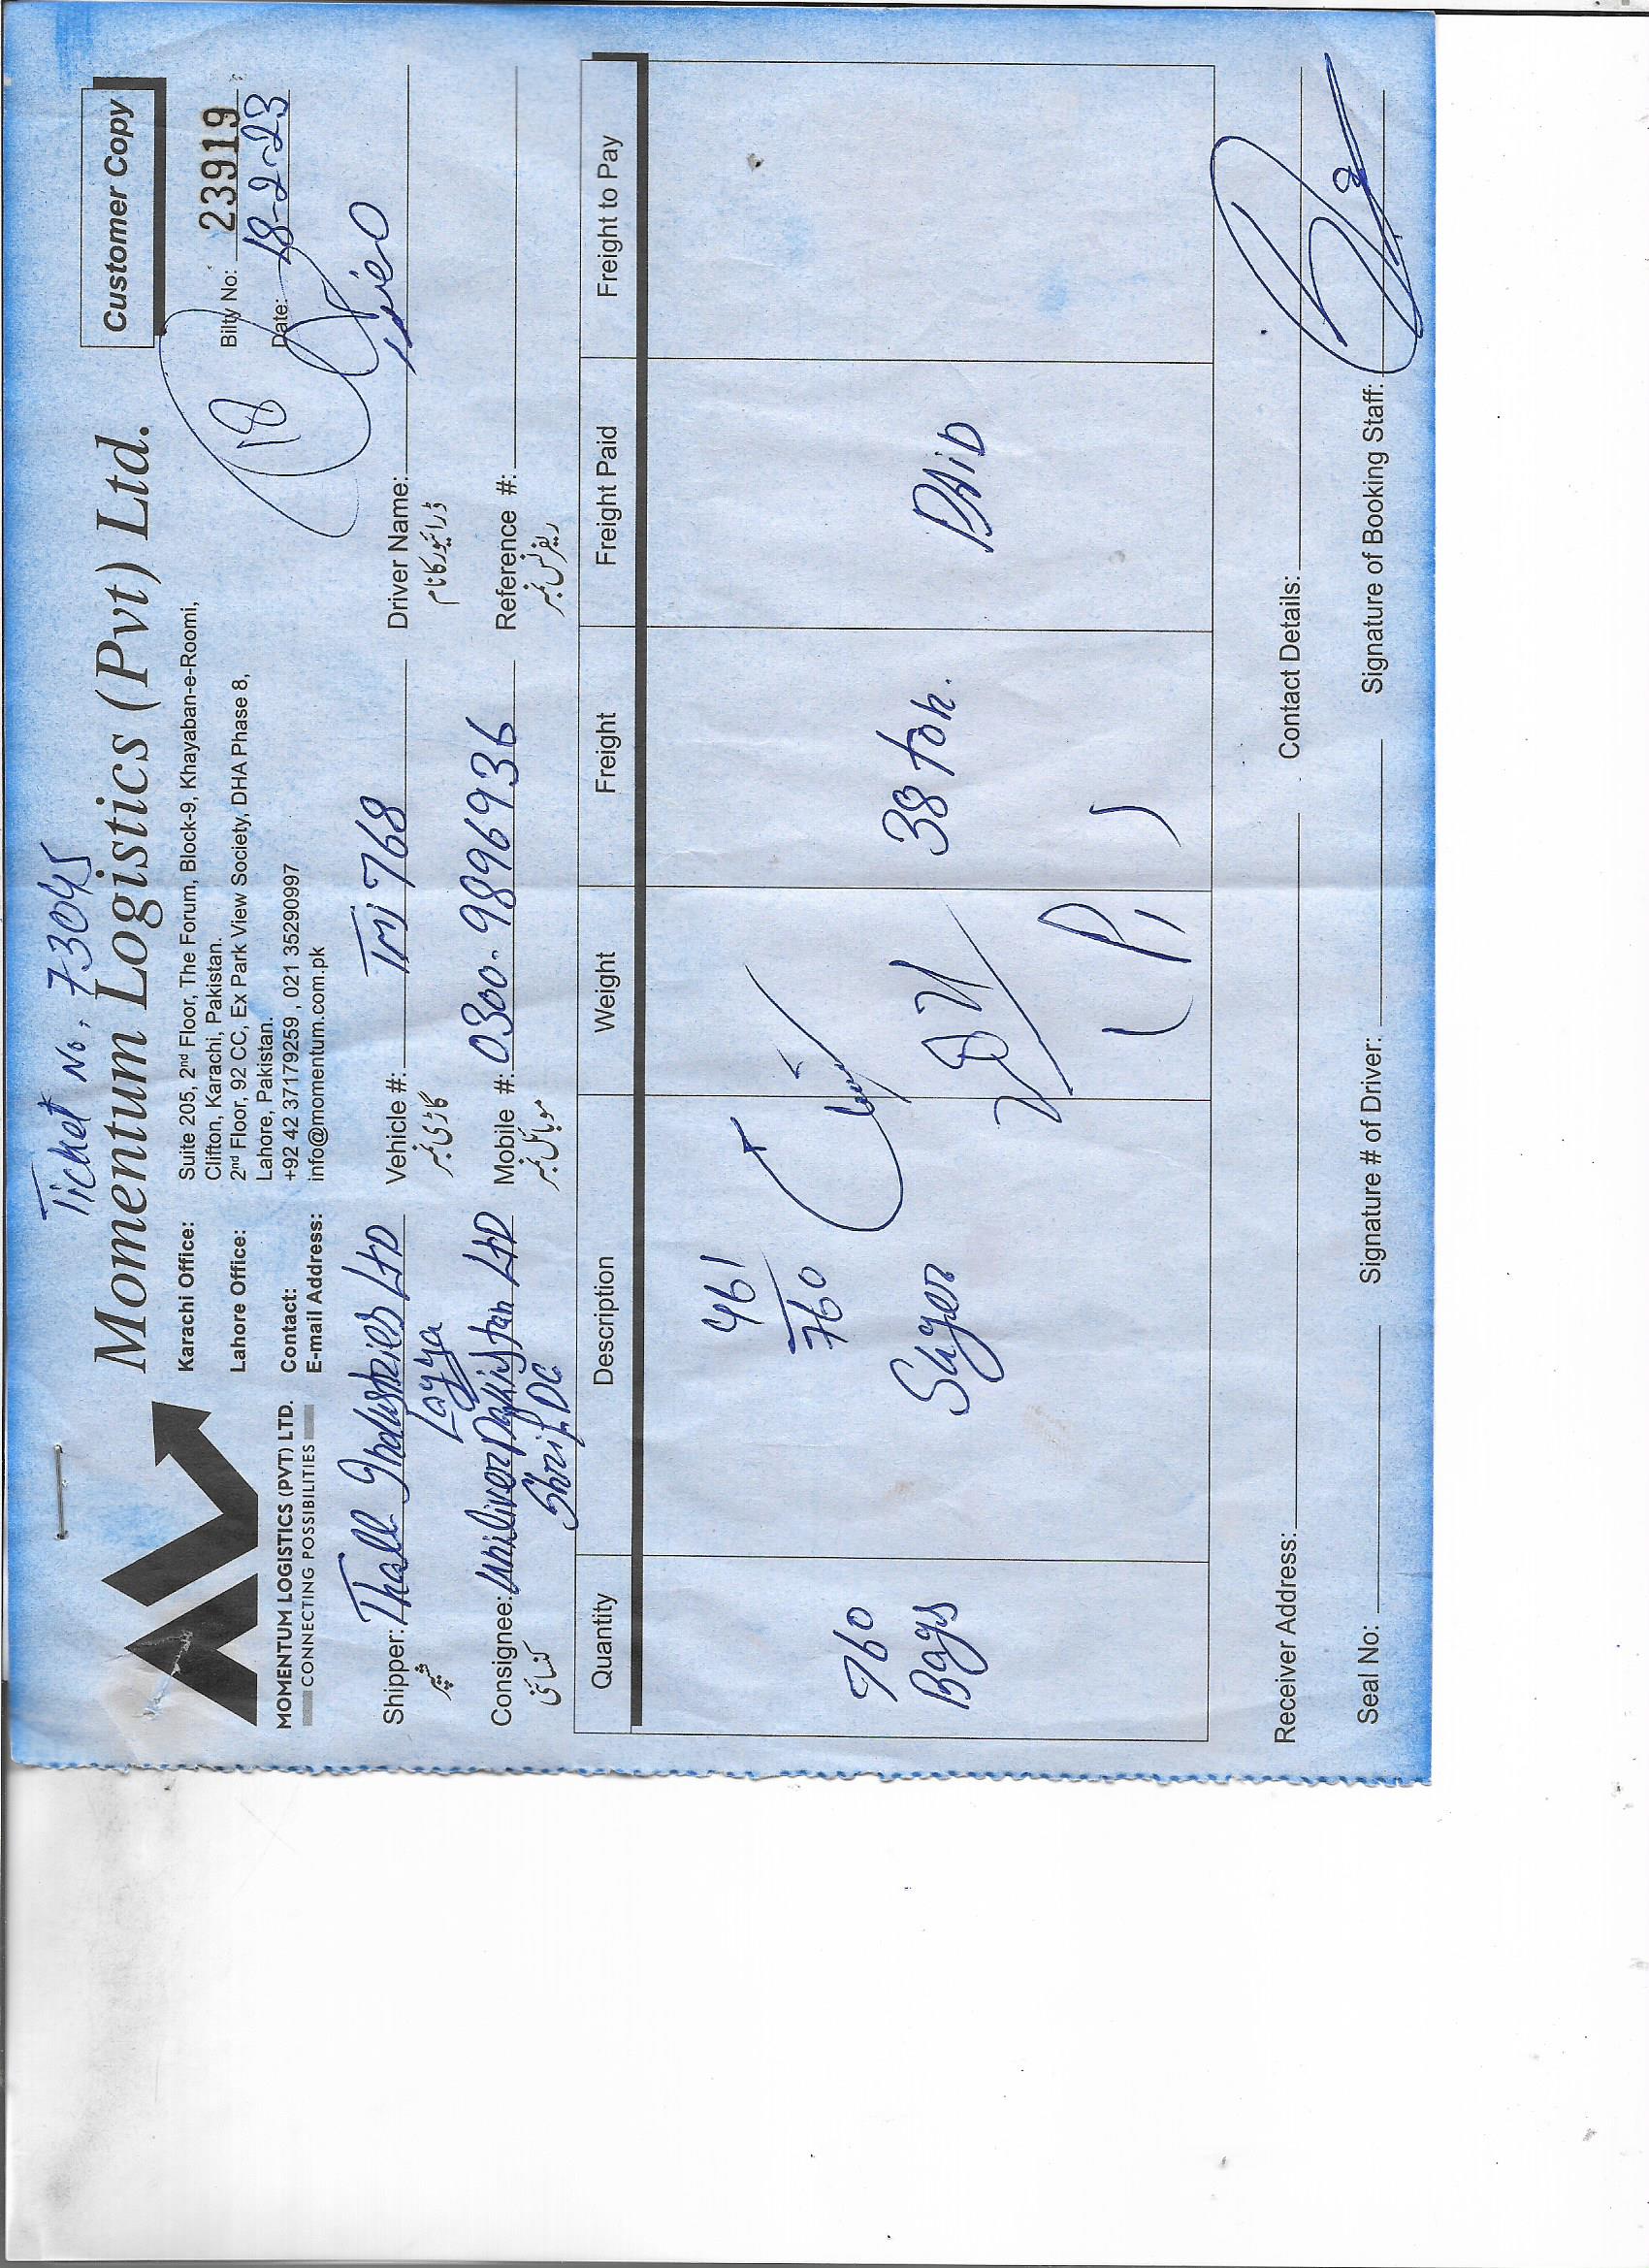 Ticket No. 73045
Momentum Logistics (Pvt) Ltd.
Customer Copy
MOMENTUM LOGISTICS (PVT) LTD.
CONNECTING POSSIBILITIES
Karachi Office: Suite 205, 2nd Floor, The Forum, Block-9, Khayaban-e-Roomi,
Clifton, Karachi, Pakistan.
Lahore Office: 2nd Floor, 92 CC, Ex Park View Society, DHA Phase 8,
Lahore, Pakistan.
Contact: +92 42 37179259 , 021 35290997
E-mail Address: info@momentum.com.pk
Bilty No: 23919
Date: 18-2-23
18
Shipper: Thall Industries LTD Vehicle #: TMJ 768 Driver Name:
شپر گاڑی نمبر ڈرائیور کا نام
Layya
Consignee: Uniliver Pakistan LTD Mobile #: 0300-9896936 Reference #:
کنسائنی موبائل نمبر ریفرنس نمبر
Shrif DC
Quantity Description Weight Freight Freight Paid Freight to Pay
461
760
760 Bags Suger 38 ton. PAID
Receiver Address: Contact Details:
Seal No: Signature # of Driver: Signature of Booking Staff: